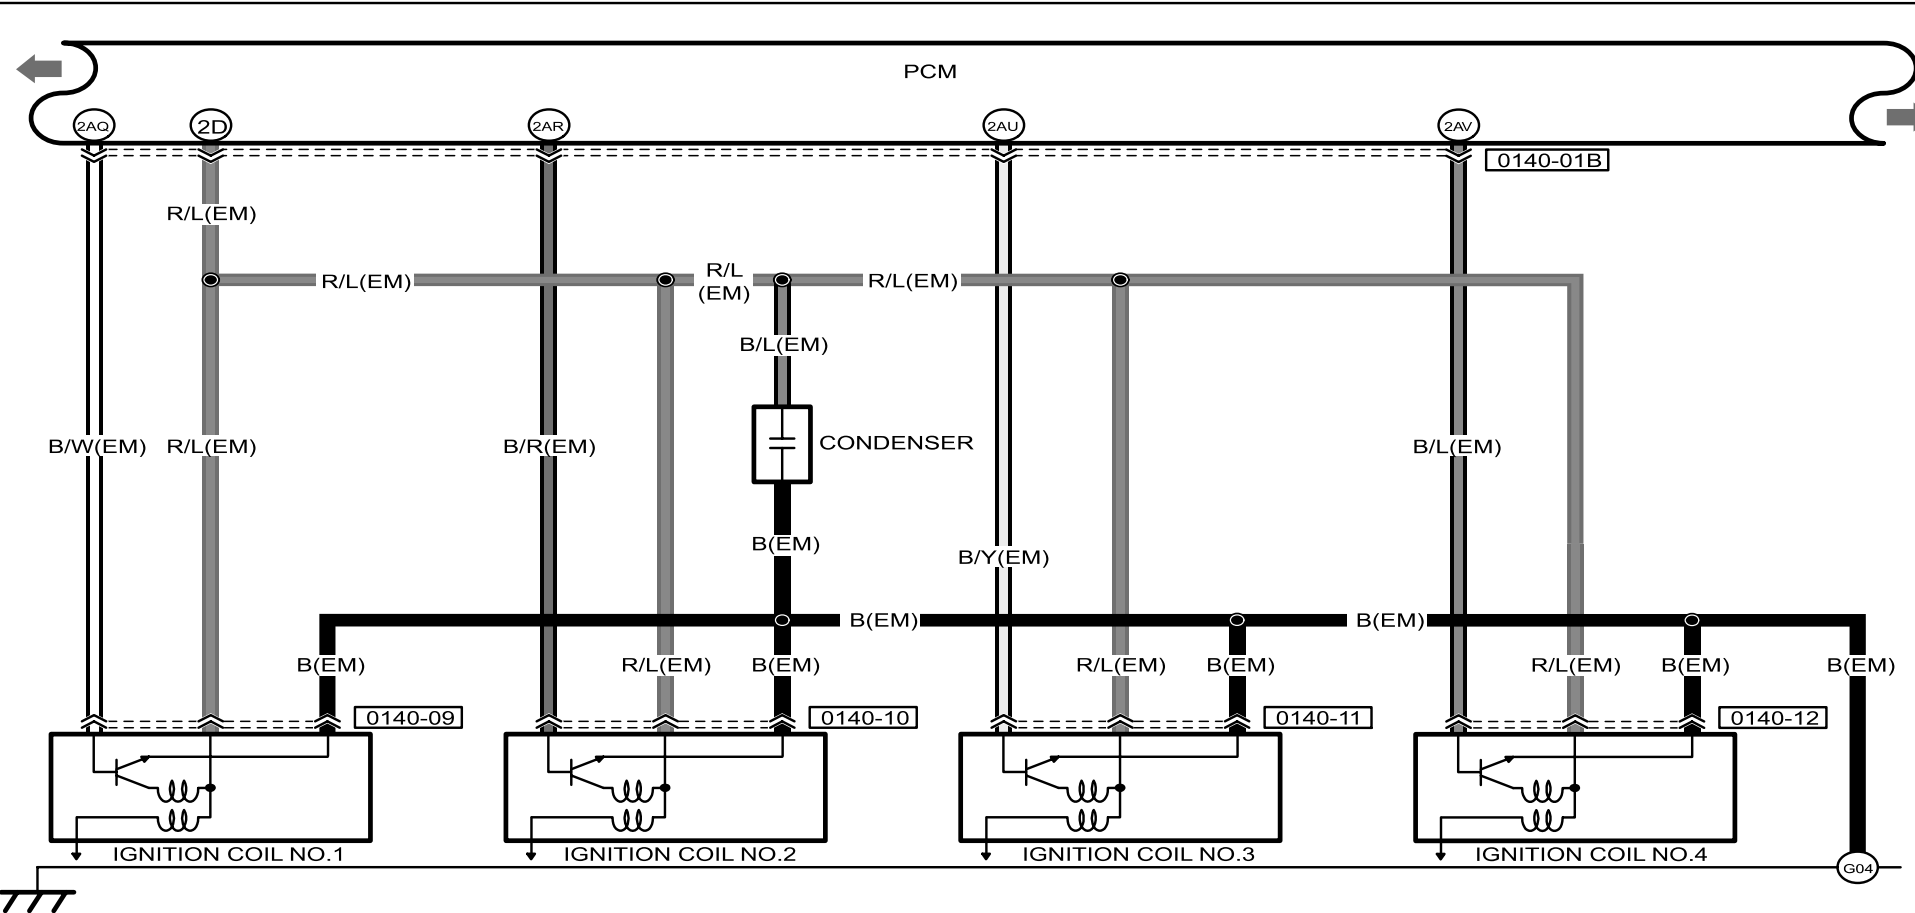 PCM
2AQ
2D
2AR
2AU
2AV
0140-01B
R/L(EM)
R/L(EM)
R/L
(EM)
R/L(EM)
B/L(EM)
B/W(EM)
R/L(EM)
B/R(EM)
CONDENSER
B/L(EM)
B(EM)
B/Y(EM)
B(EM)
B(EM)
B(EM)
R/L(EM)
B(EM)
R/L(EM)
B(EM)
R/L(EM)
B(EM)
B(EM)
0140-09
0140-10
0140-11
0140-12
IGNITION COIL NO.1
IGNITION COIL NO.2
IGNITION COIL NO.3
IGNITION COIL NO.4
G04